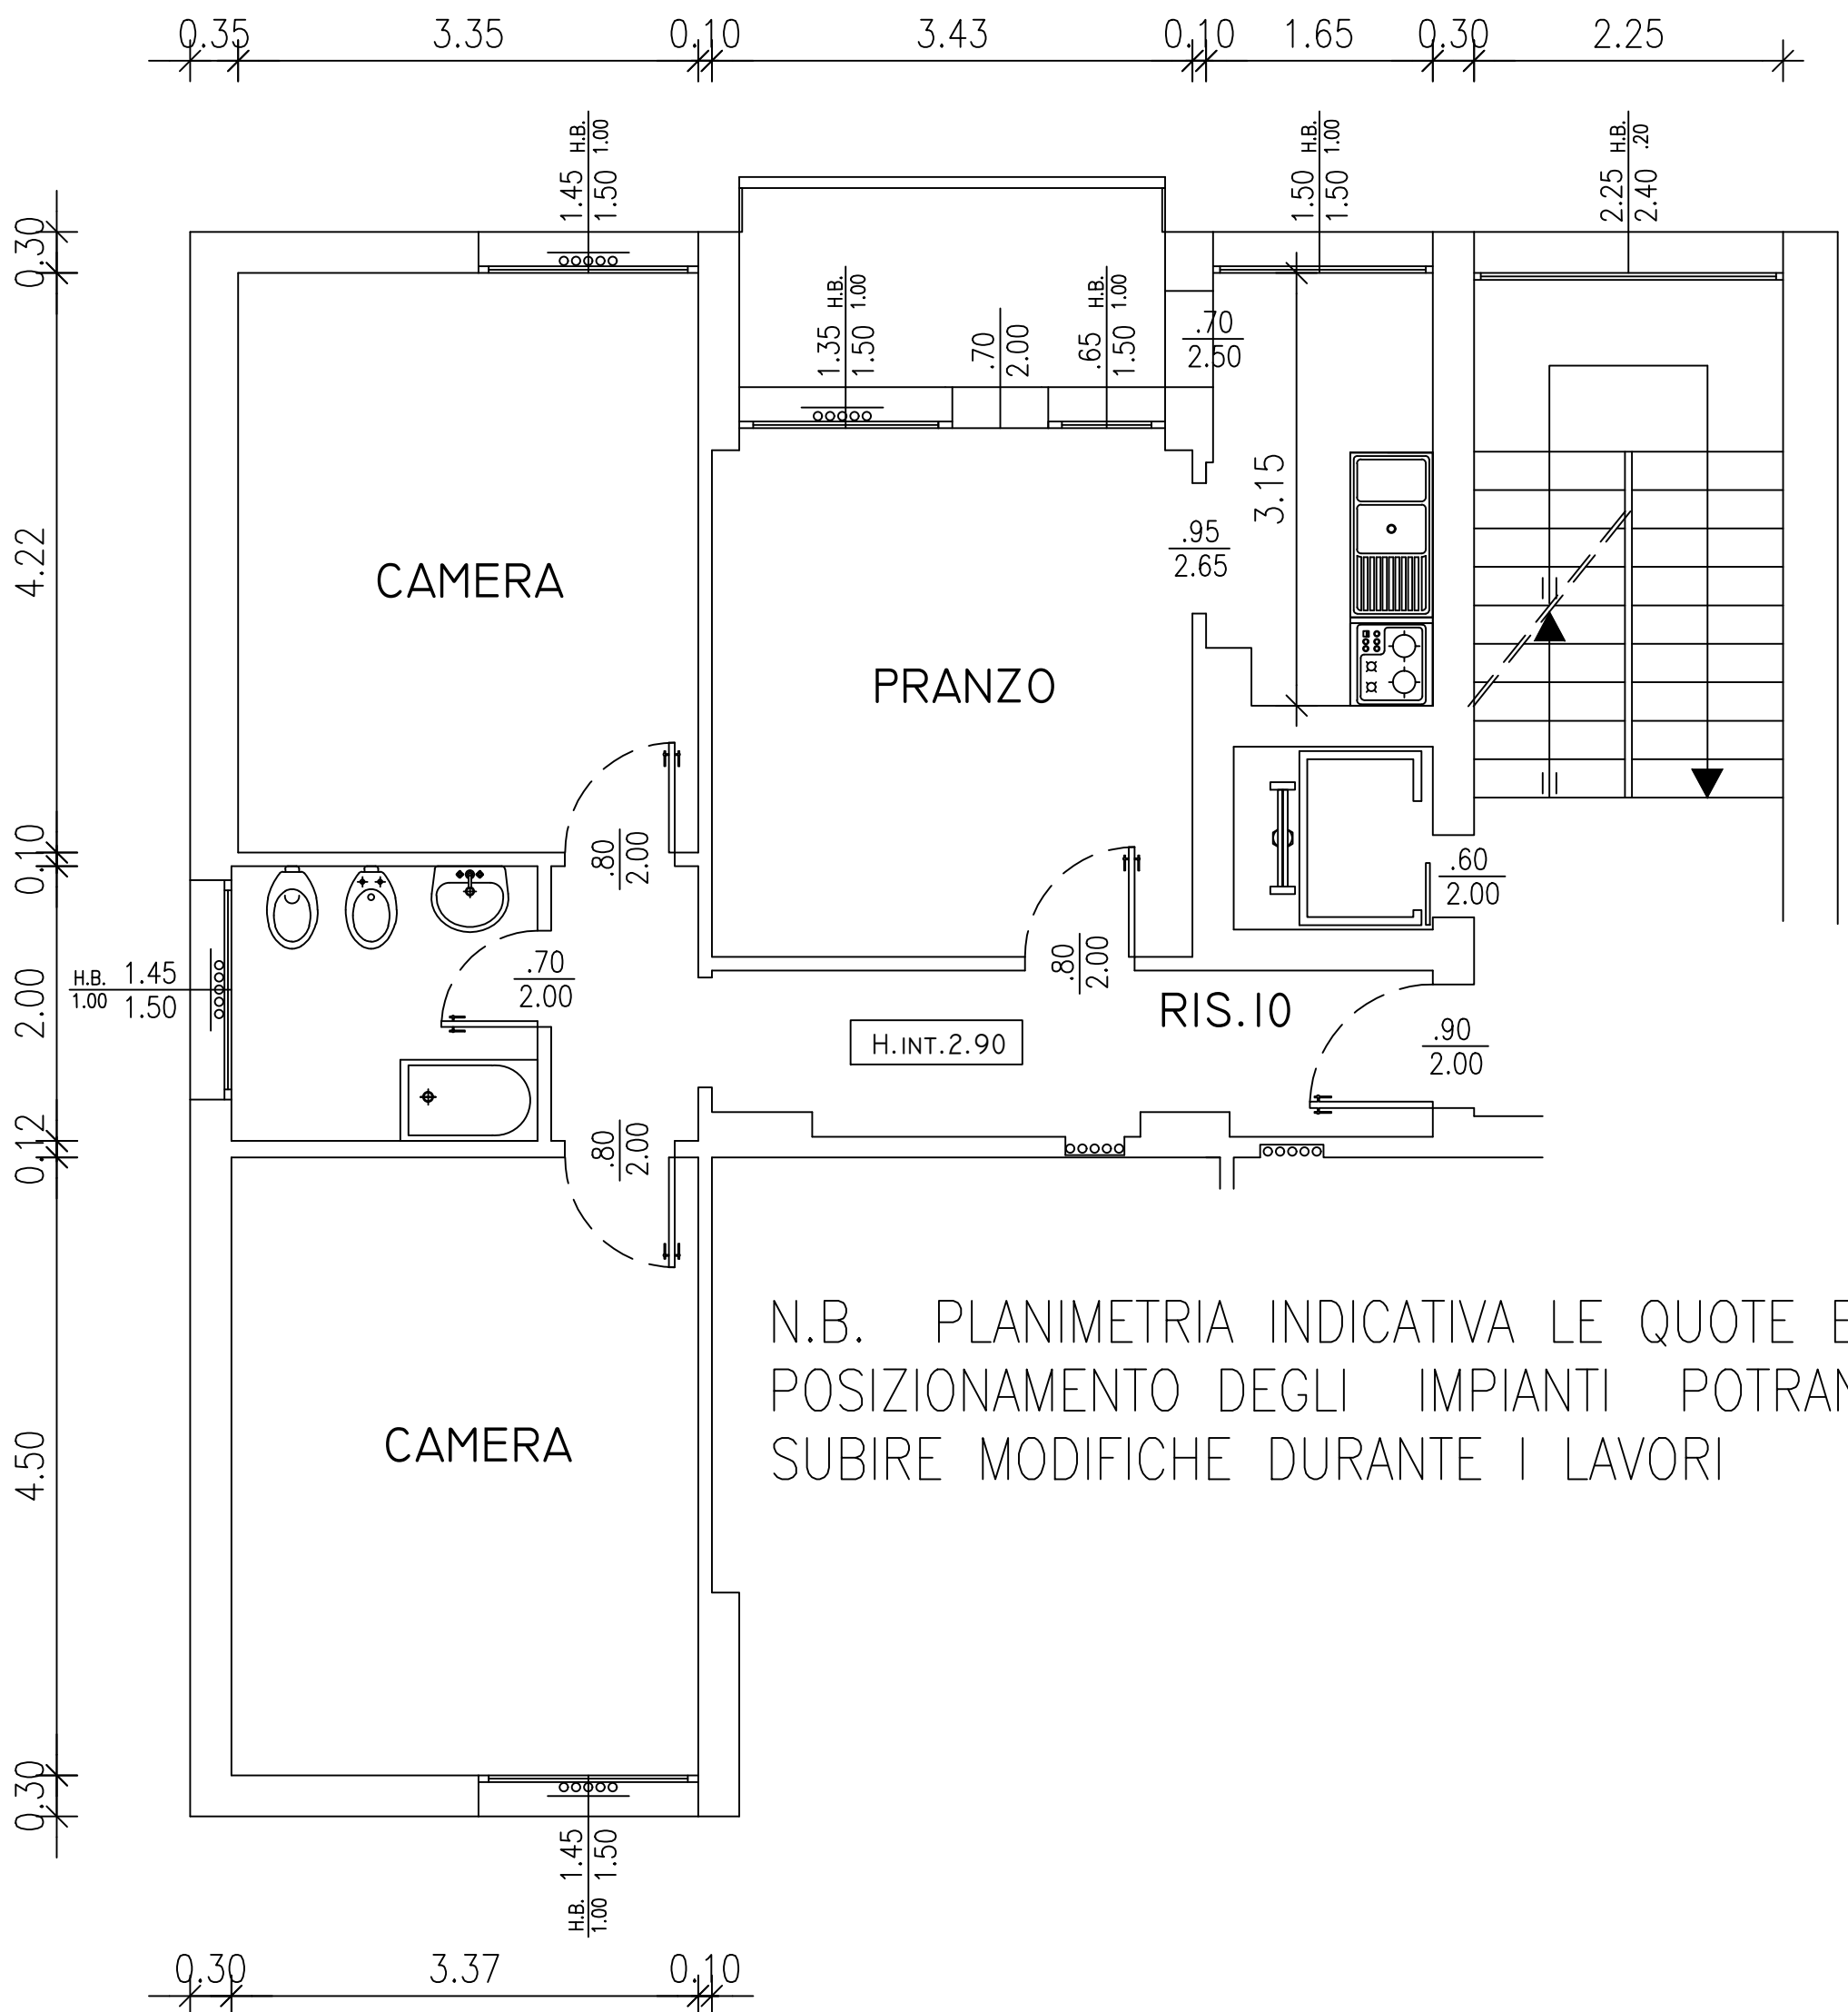 0.35 3.35 0.10 3.43 0.10 1.65 0.30 2.25
1.45 H.B.
1.50 1.00
1.50 H.B.
1.50 1.00
2.25 H.B.
2.40 .20
0.30
1.35 H.B.
1.50 1.00
.70
2.00
.65 H.B.
1.50 1.00
.70
2.50
3.15
4.22
CAMERA
.95
2.65
PRANZO
0.10
.80
2.00
.60
2.00
H.B. 1.45
1.00 1.50
2.00
.70
2.00
.80
2.00
RIS.10
H.INT.2.90
.90
2.00
0.12
.80
2.00
N.B. PLANIMETRIA INDICATIVA LE QUOTE E
POSIZIONAMENTO DEGLI IMPIANTI POTRAN
SUBIRE MODIFICHE DURANTE I LAVORI
4.50
CAMERA
0.30
1.45 H.B.
1.50 1.00
0.30 3.37 0.10